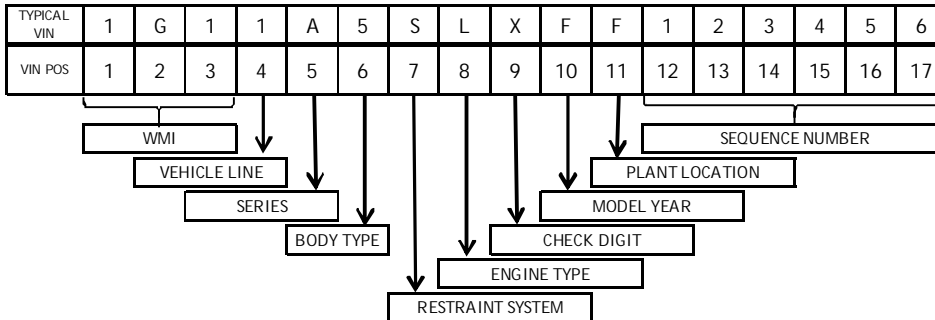 TYPICAL VIN 1 G 1 1 A 5 S L X F F 1 2 3 4 5 6
VIN POS 1 2 3 4 5 6 7 8 9 10 11 12 13 14 15 16 17
WMI SEQUENCE NUMBER
VEHICLE LINE PLANT LOCATION
SERIES MODEL YEAR
BODY TYPE CHECK DIGIT
ENGINE TYPE
RESTRAINT SYSTEM